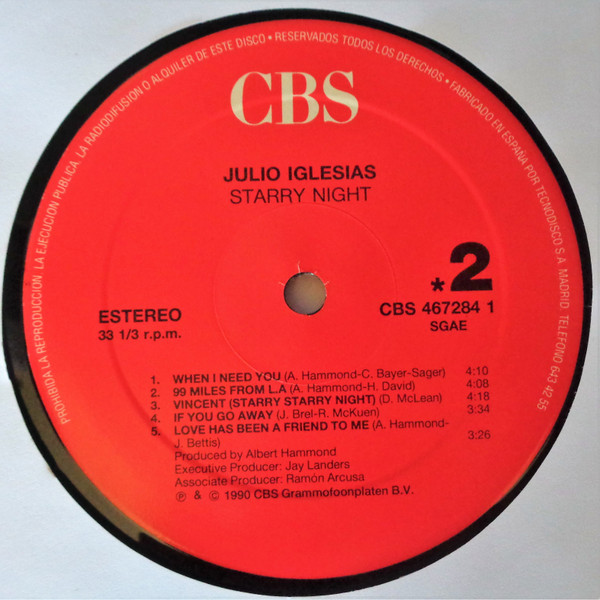 PROHIBIDA LA REPRODUCCION LA EJECUCION PUBLICA, LA RADIODIFUSION O ALQUILER DE ESTE DISCO • RESERVADOS TODOS LOS DERECHOS • FABRICADO EN ESPAÑA POR TECNODISCO S A MADRID. TELEFONO 643 42 55
CBS
JULIO IGLESIAS
STARRY NIGHT
*2
ESTEREO
33 1/3 r.p.m.
CBS 467284 1
SGAE
1. WHEN I NEED YOU (A. Hammond-C. Bayer-Sager) 4:10
2. 99 MILES FROM L.A (A. Hammond-H. David) 4:08
3. VINCENT (STARRY STARRY NIGHT) (D. McLean) 4:18
4. IF YOU GO AWAY (J. Brel-R. McKuen) 3:34
5. LOVE HAS BEEN A FRIEND TO ME (A. Hammond-
J. Bettis) 3:26
Produced by Albert Hammond
Executive Producer: Jay Landers
Associate Producer: Ramón Arcusa
Ⓟ & © 1990 CBS Grammofoonplaten B.V.